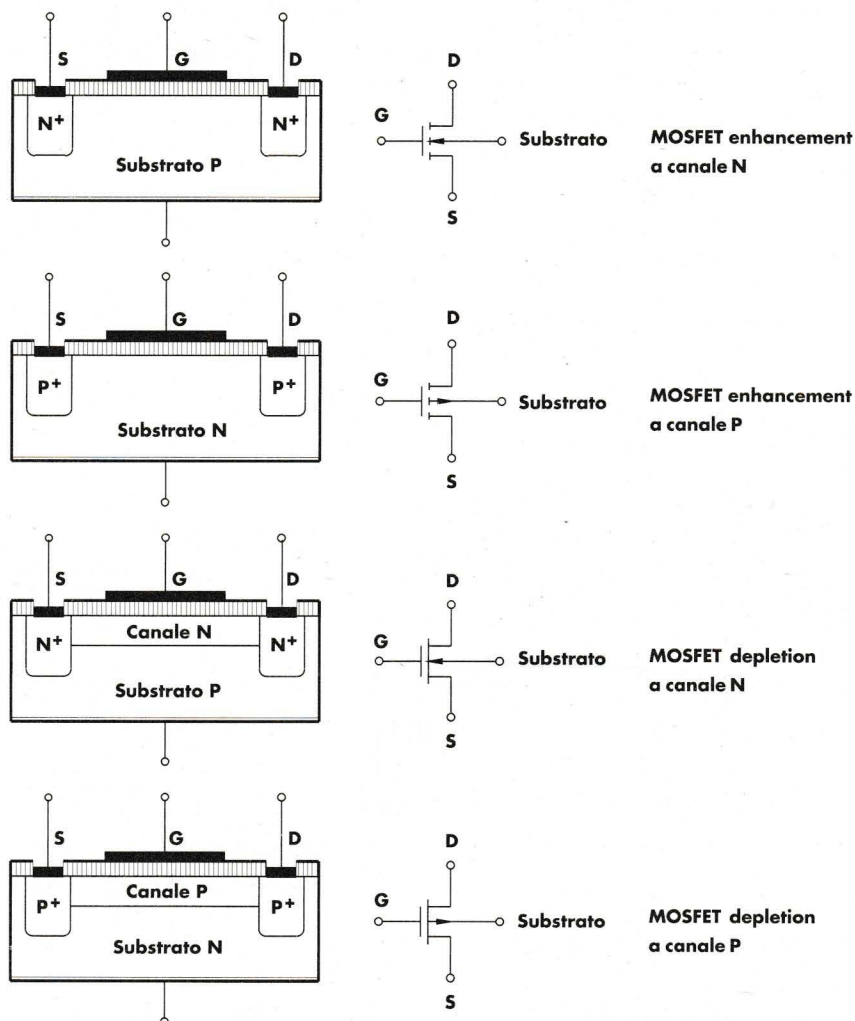 S G D
N+ N+
Substrato P
D
G
Substrato
S
MOSFET enhancement
a canale N
S G D
P+ P+
Substrato N
D
G
Substrato
S
MOSFET enhancement
a canale P
S G D
Canale N
N+ N+
Substrato P
D
G
Substrato
S
MOSFET depletion
a canale N
S G D
Canale P
P+ P+
Substrato N
D
G
Substrato
S
MOSFET depletion
a canale P